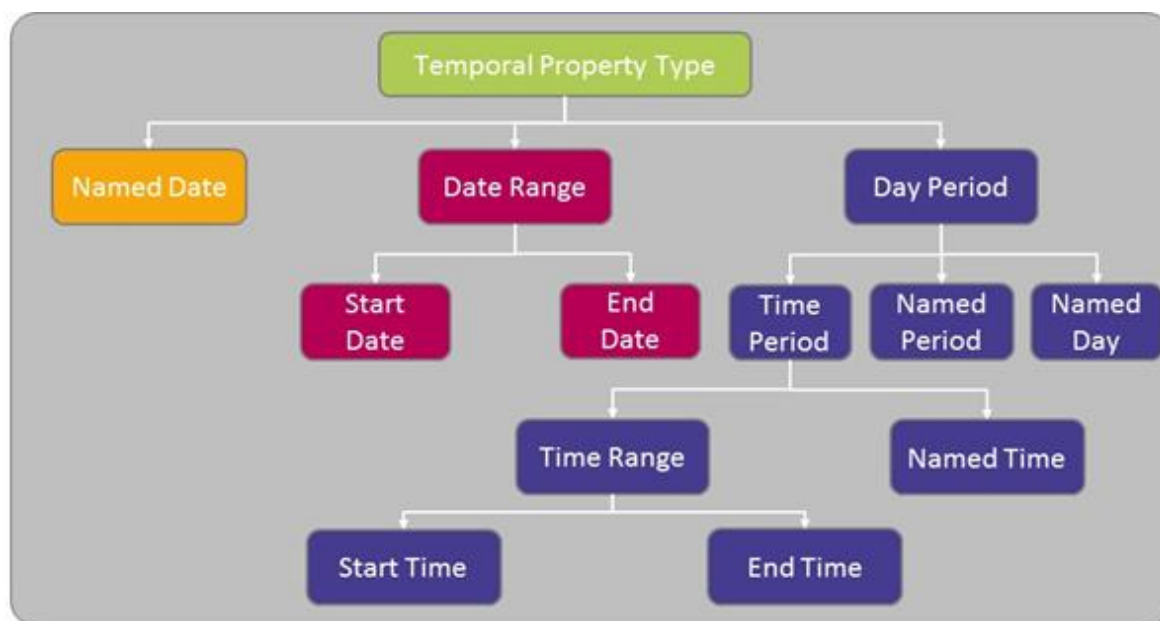 Temporal Property Type
Named Date
Date Range
Day Period
Start
Date
End
Date
Time
Period
Named
Period
Named
Day
Time Range
Named Time
Start Time
End Time